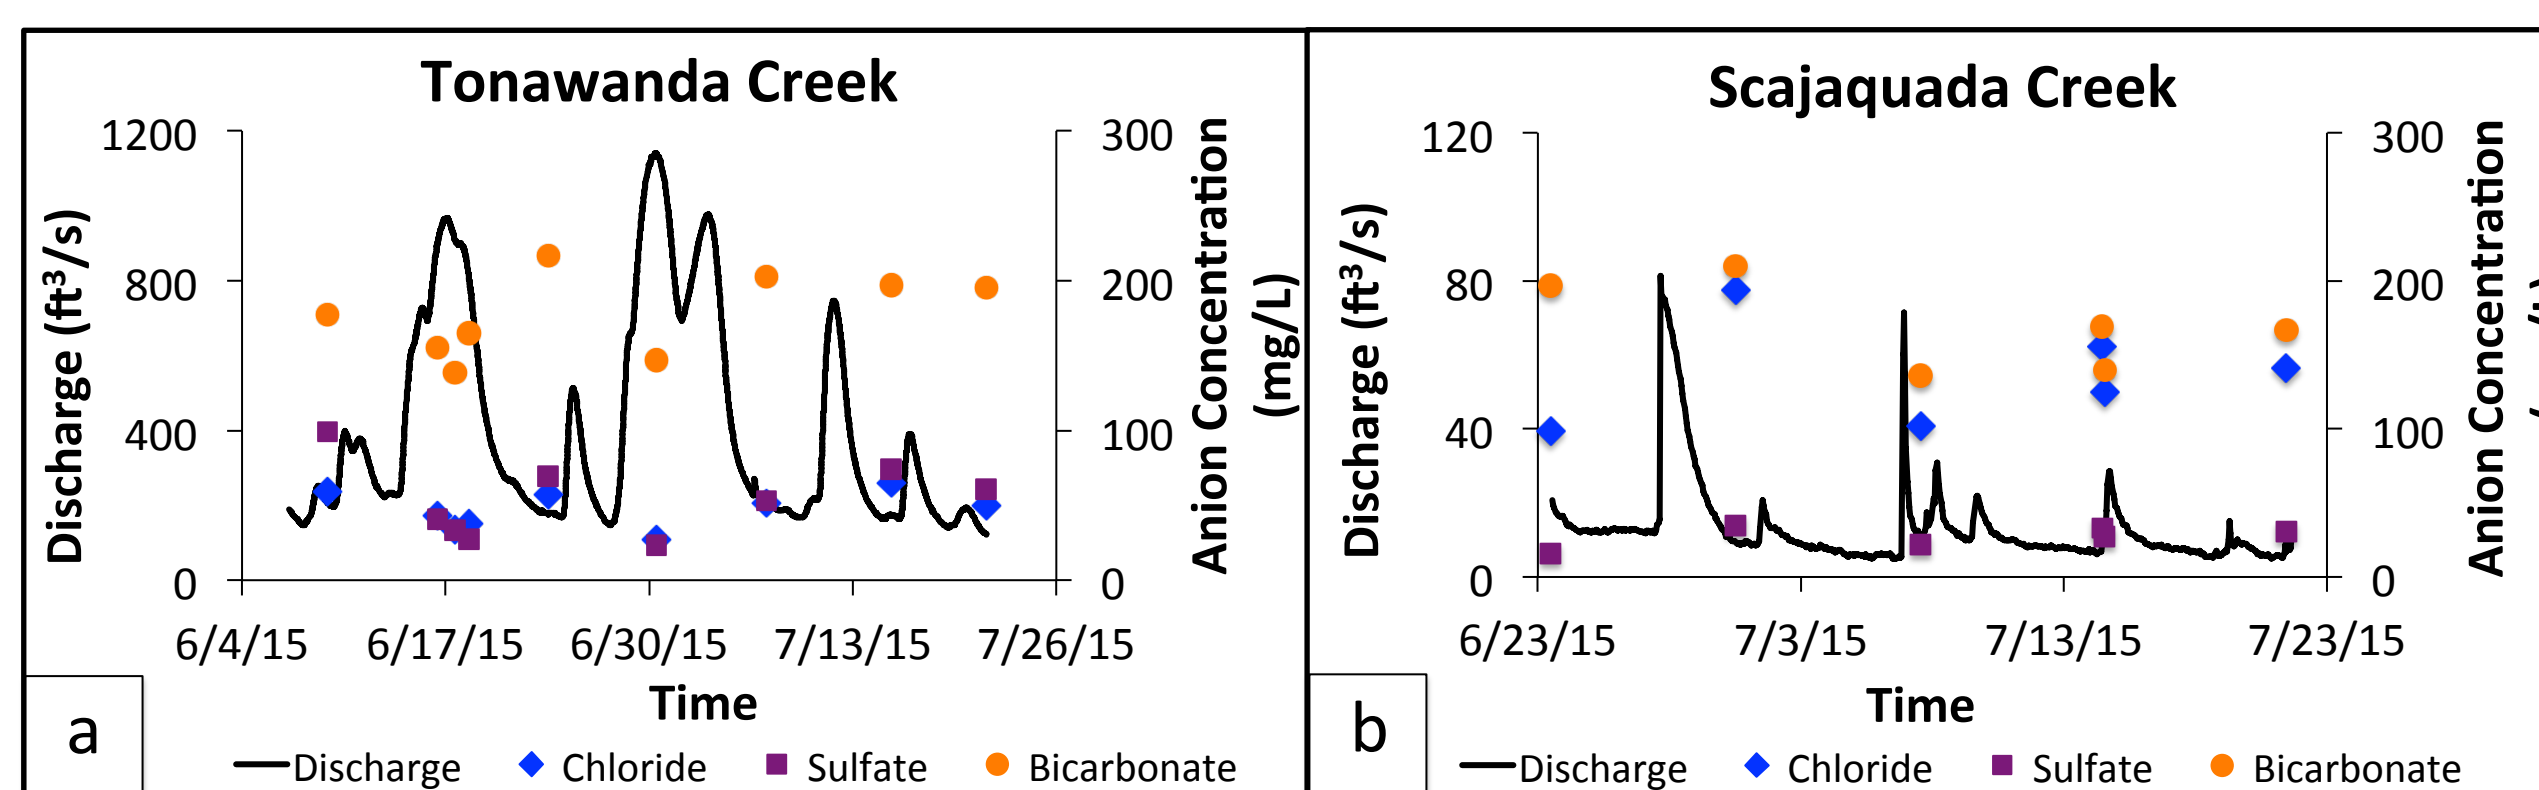 Tonawanda Creek
1200
800
400
0
Discharge (ft³/s)
300
200
100
0
Anion Concentration
(mg/L)
6/4/15
6/17/15
6/30/15
7/13/15
7/26/15
Time
a
Discharge
Chloride
Sulfate
Bicarbonate
Scajaquada Creek
120
80
40
0
Discharge (ft³/s)
300
200
100
0
Anion Concentration
6/23/15
7/3/15
7/13/15
7/23/15
Time
b
Discharge
Chloride
Sulfate
Bicarbonate